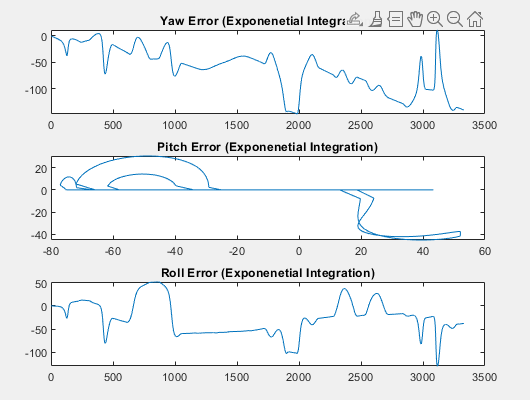 Yaw Error (Exponenetial Integra
0
-50
-100
0 500 1000 1500 2000 2500 3000 3500
Pitch Error (Exponenetial Integration)
20
0
-20
-40
-80 -60 -40 -20 0 20 40 60
Roll Error (Exponenetial Integration)
50
0
-50
-100
0 500 1000 1500 2000 2500 3000 3500